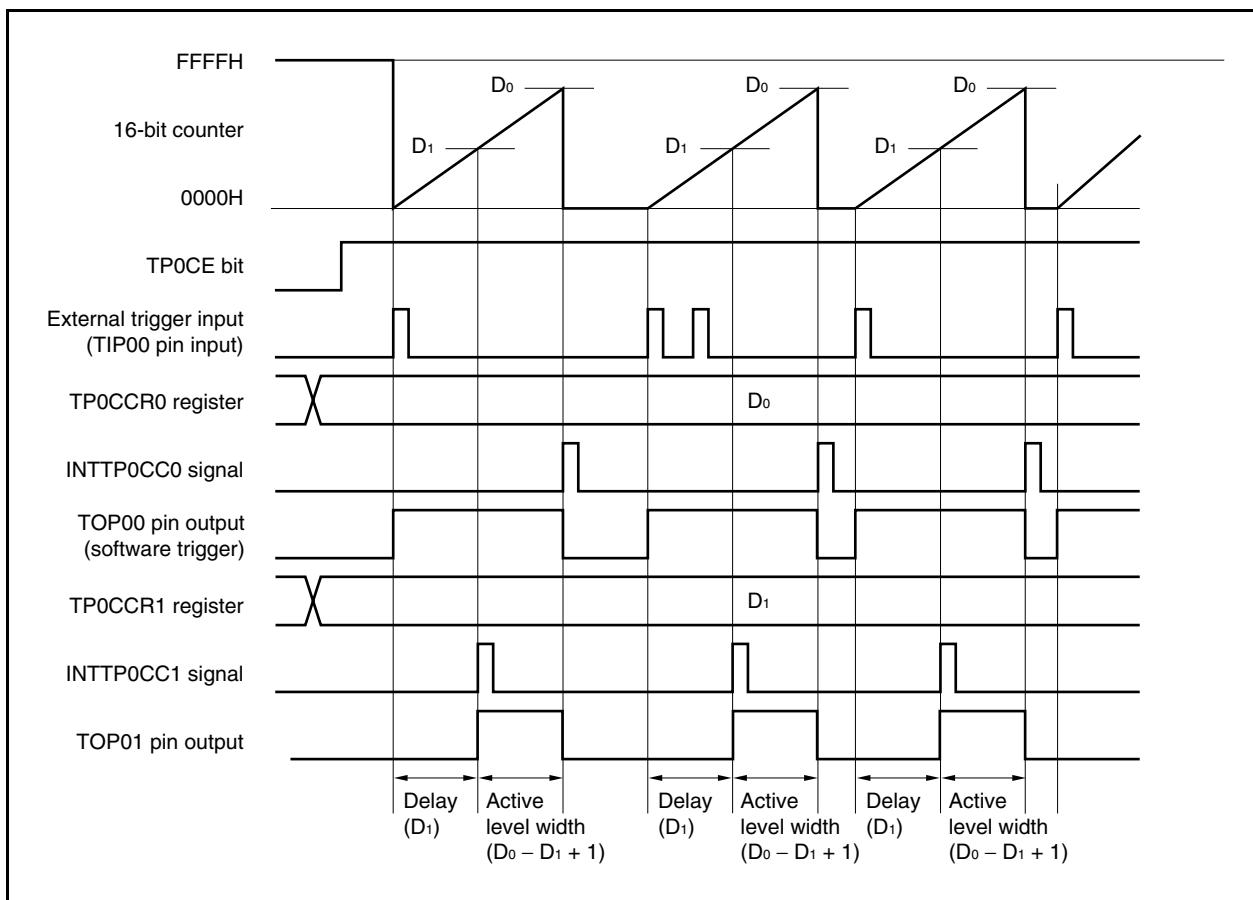 FFFFH
D0 D0 D0
16-bit counter
D1 D1 D1
0000H
TP0CE bit
External trigger input
(TIP00 pin input)
TP0CCR0 register
D0
INTTP0CC0 signal
TOP00 pin output
(software trigger)
TP0CCR1 register
D1
INTTP0CC1 signal
TOP01 pin output
Delay
(D1)
Active
level width
(D0 − D1 + 1)
Delay
(D1)
Active
level width
(D0 − D1 + 1)
Delay
(D1)
Active
level width
(D0 − D1 + 1)